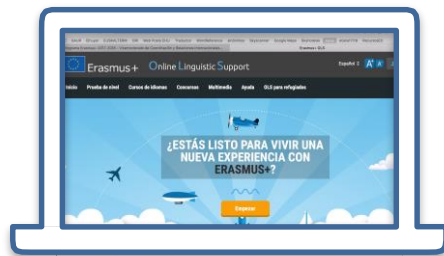 Erasmus+ Online Linguistic Support
Español
A+ A
Inicio Prueba de nivel Cursos de idiomas Concursos Multimedia Ayuda OLS para refugiados
¿ESTÁS LISTO PARA VIVIR UNA
NUEVA EXPERIENCIA CON
ERASMUS+?
Empezar